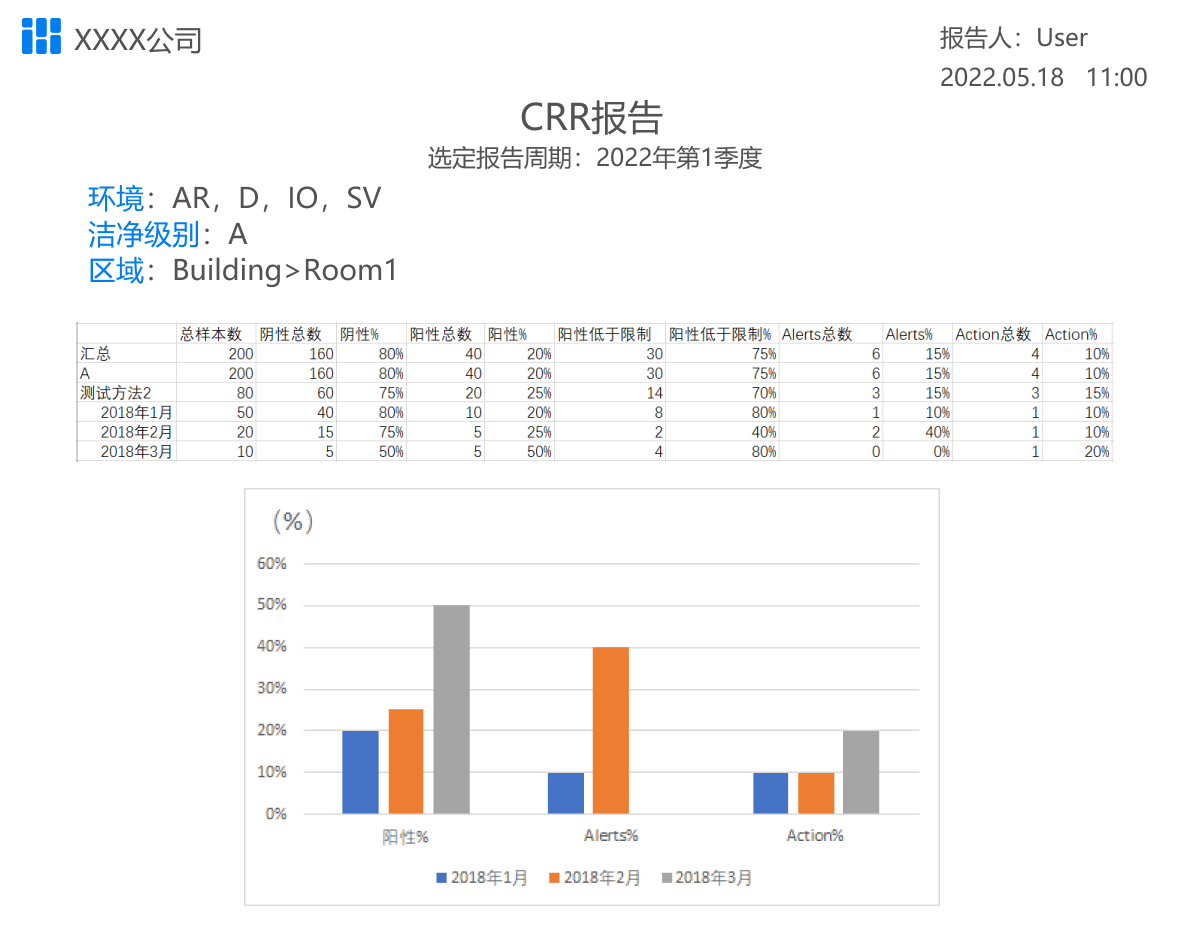 XXXX公司
报告人：User
2022.05.18 11:00
CRR报告
选定报告周期：2022年第1季度
环境：AR，D，IO，SV
洁净级别：A
区域：Building>Room1
总样本数 阴性总数 阴性% 阳性总数 阳性% 阳性低于限制 阳性低于限制% Alerts总数 Alerts% Action总数 Action%
汇总 200 160 80% 40 20% 30 75% 6 15% 4 10%
A 200 160 80% 40 20% 30 75% 6 15% 4 10%
测试方法2 80 60 75% 20 25% 14 70% 3 15% 3 15%
2018年1月 50 40 80% 10 20% 8 80% 1 10% 1 10%
2018年2月 20 15 75% 5 25% 2 40% 2 40% 1 10%
2018年3月 10 5 50% 5 50% 4 80% 0 0% 1 20%
（%）
60%
50%
40%
30%
20%
10%
0%
阳性% Alerts% Action%
2018年1月 2018年2月 2018年3月